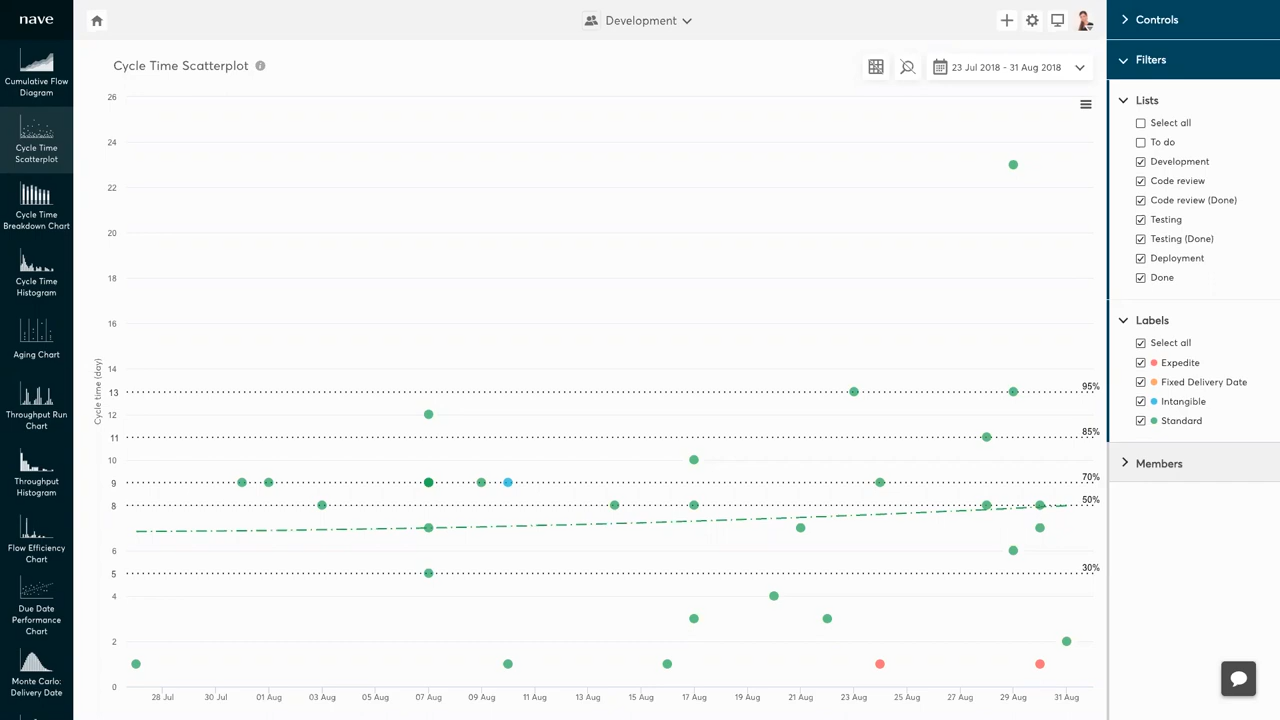 nave
Development
Cumulative Flow
Diagram
Cycle Time
Scatterplot
Cycle Time
Breakdown Chart
Cycle Time
Histogram
Aging Chart
Throughput Run
Chart
Throughput
Histogram
Flow Efficiency
Chart
Due Date
Performance
Chart
Monte Carlo:
Delivery Date
Cycle Time Scatterplot
23 Jul 2018 - 31 Aug 2018
Cycle time (day)
26
24
22
20
18
16
14
13
12
11
10
9
8
6
5
4
2
0
95%
85%
70%
50%
30%
28 Jul
30 Jul
01 Aug
03 Aug
05 Aug
07 Aug
09 Aug
11 Aug
13 Aug
15 Aug
17 Aug
19 Aug
21 Aug
23 Aug
25 Aug
27 Aug
29 Aug
31 Aug
Controls
Filters
Lists
Select all
To do
Development
Code review
Code review (Done)
Testing
Testing (Done)
Deployment
Done
Labels
Select all
Expedite
Fixed Delivery Date
Intangible
Standard
Members